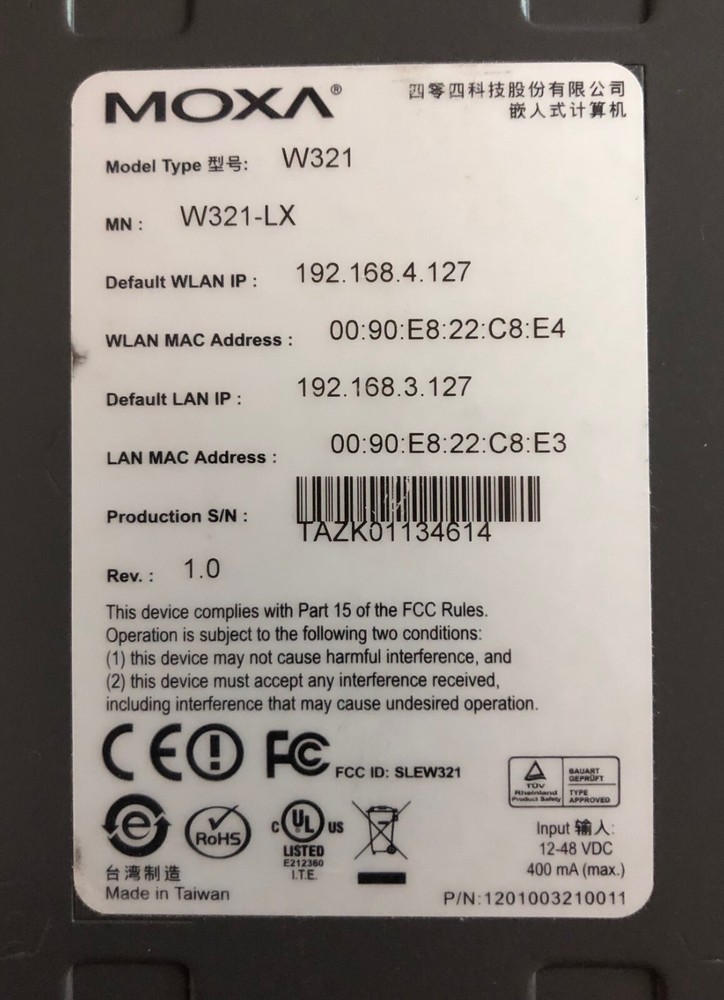 MOXA®
四零四科技股份有限公司
嵌入式计算机
Model Type 型号: W321
MN : W321-LX
Default WLAN IP : 192.168.4.127
WLAN MAC Address : 00:90:E8:22:C8:E4
Default LAN IP : 192.168.3.127
LAN MAC Address : 00:90:E8:22:C8:E3
Production S/N :
TAZK01134614
Rev. : 1.0
This device complies with Part 15 of the FCC Rules.
Operation is subject to the following two conditions:
(1) this device may not cause harmful interference, and
(2) this device must accept any interference received,
including interference that may cause undesired operation.
CE FC FCC ID: SLEW321
TÜV
Rheinland
Product Safety
BAUART
GEPRÜFT
TYPE
APPROVED
e
RoHS
C UL US
LISTED
E212360
I.T.E.
Input 输入:
12-48 VDC
400 mA (max.)
台湾制造
Made in Taiwan
P/N:1201003210011